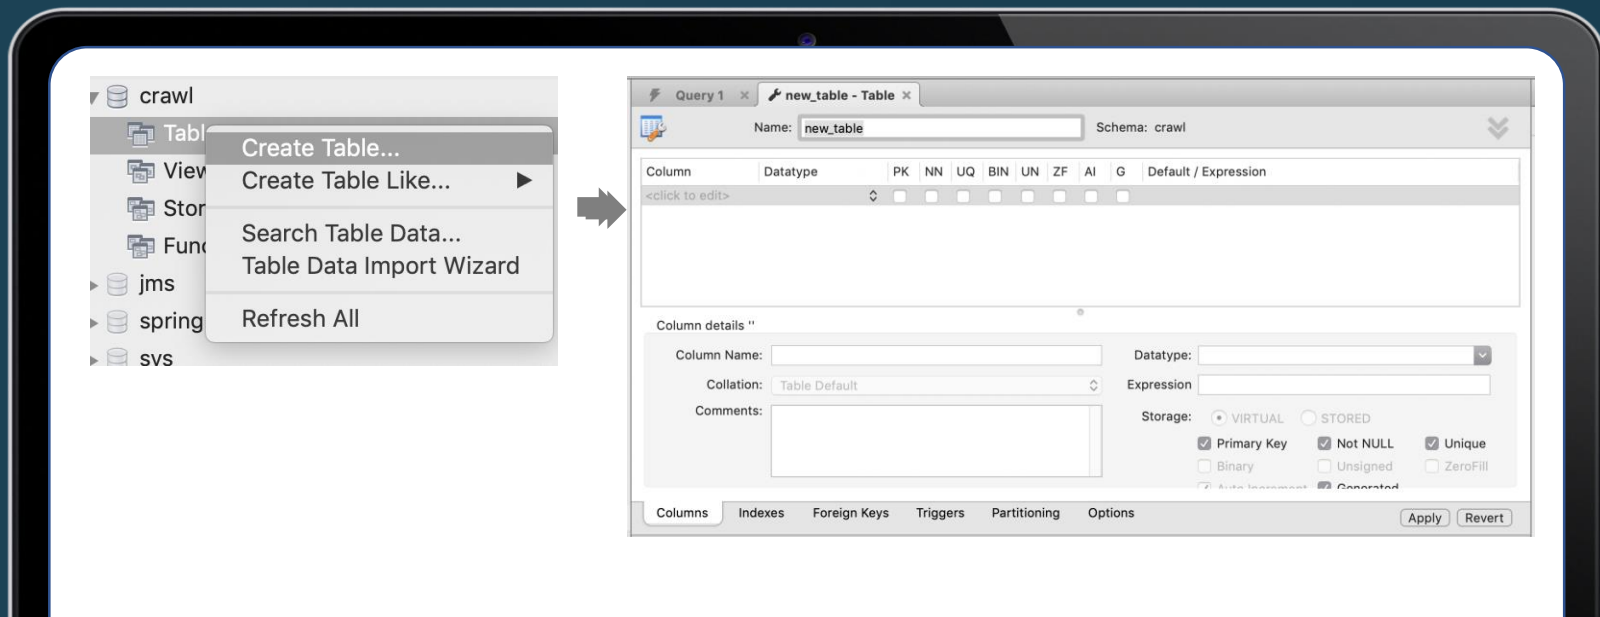 crawl
Tabl
Create Table...
Create Table Like...
View
Stor
Search Table Data...
Func
Table Data Import Wizard
jms
spring
Refresh All
sys
Query 1
new_table - Table
Name: new_table Schema: crawl
Column Datatype PK NN UQ BIN UN ZF AI G Default / Expression
<click to edit>
Column details ''
Column Name: Datatype:
Collation: Table Default Expression
Comments: Storage: VIRTUAL STORED
Primary Key Not NULL Unique
Binary Unsigned ZeroFill
Auto Increment Generated
Columns Indexes Foreign Keys Triggers Partitioning Options Apply Revert